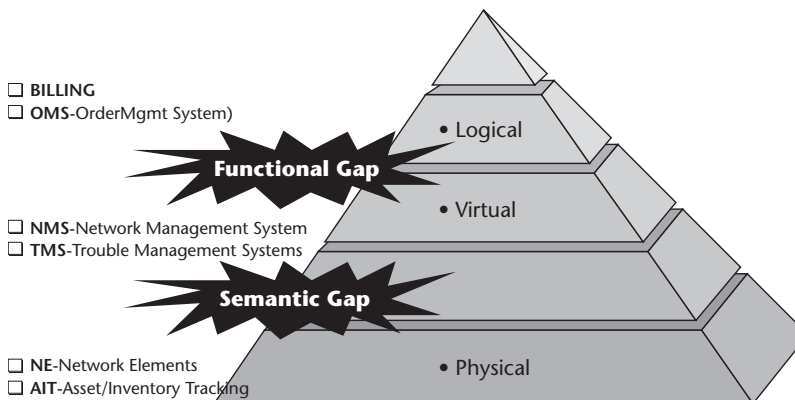 ❑ BILLING
❑ OMS-OrderMgmt System)
• Logical
Functional Gap
• Virtual
❑ NMS-Network Management System
❑ TMS-Trouble Management Systems
Semantic Gap
❑ NE-Network Elements
• Physical
❑ AIT-Asset/Inventory Tracking